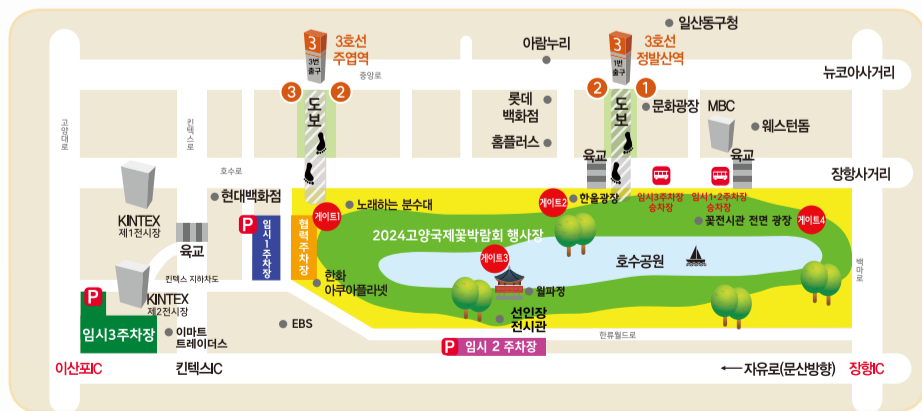 일산동구청
3
3호선
주엽역
3번
출구
아람누리
3
3호선
정발산역
1번
출구
중앙로
뉴코아사거리
3
2
도보
2
1
도보
롯데
백화점
문화광장
MBC
웨스턴돔
홈플러스
고양대로
킨텍스로
호수로
육교
육교
장항사거리
현대백화점
게이트1
노래하는 분수대
게이트2
한울광장
임시3주차장
승차장
임시1·2주차장
승차장
꽃전시관 전면 광장
게이트4
KINTEX
제1전시장
육교
P
임시1주차장
협력주차장
2024고양국제꽃박람회 행사장
게이트3
호수공원
백마로
킨텍스 지하차도
한화
아쿠아플라넷
월파정
P
KINTEX
제2전시장
선인장
전시관
임시3주차장
이마트
트레이더스
EBS
한류월드로
P 임시 2 주차장
이산포IC
킨텍스IC
←자유로(문산방향)
장항IC